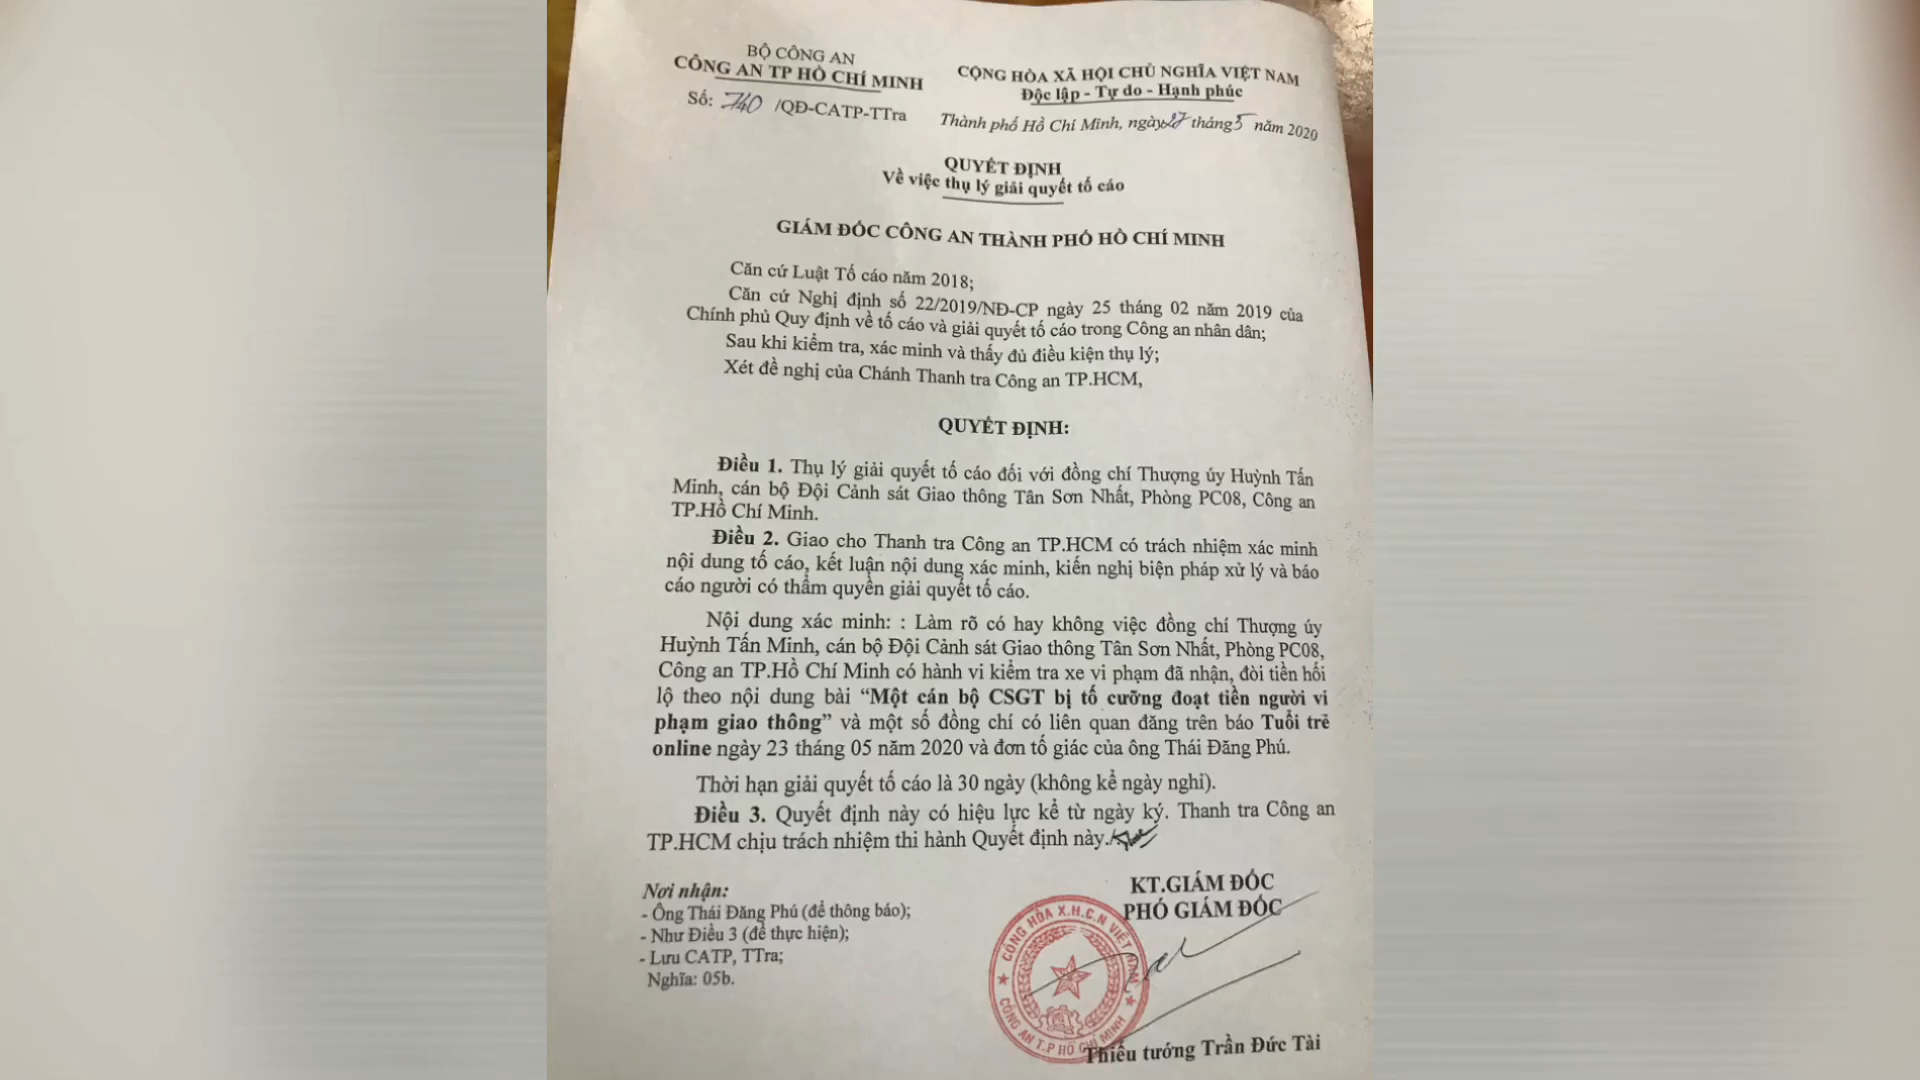 BỘ CÔNG AN
CÔNG AN TP HỒ CHÍ MINH
Số: 740 /QĐ-CATP-TTra
CỘNG HÒA XÃ HỘI CHỦ NGHĨA VIỆT NAM
Độc lập - Tự do - Hạnh phúc
Thành phố Hồ Chí Minh, ngày 27 tháng 5 năm 2020
QUYẾT ĐỊNH
Về việc thụ lý giải quyết tố cáo
GIÁM ĐỐC CÔNG AN THÀNH PHỐ HỒ CHÍ MINH
Căn cứ Luật Tố cáo năm 2018;
Căn cứ Nghị định số 22/2019/NĐ-CP ngày 25 tháng 02 năm 2019 của
Chính phủ Quy định về tố cáo và giải quyết tố cáo trong Công an nhân dân;
Sau khi kiểm tra, xác minh và thấy đủ điều kiện thụ lý;
Xét đề nghị của Chánh Thanh tra Công an TP.HCM,
QUYẾT ĐỊNH:
Điều 1. Thụ lý giải quyết tố cáo đối với đồng chí Thượng úy Huỳnh Tấn
Minh, cán bộ Đội Cảnh sát Giao thông Tân Sơn Nhất, Phòng PC08, Công an
TP.Hồ Chí Minh.
Điều 2. Giao cho Thanh tra Công an TP.HCM có trách nhiệm xác minh
nội dung tố cáo, kết luận nội dung xác minh, kiến nghị biện pháp xử lý và báo
cáo người có thẩm quyền giải quyết tố cáo.
Nội dung xác minh: : Làm rõ có hay không việc đồng chí Thượng úy
Huỳnh Tấn Minh, cán bộ Đội Cảnh sát Giao thông Tân Sơn Nhất, Phòng PC08,
Công an TP.Hồ Chí Minh có hành vi kiểm tra xe vi phạm đã nhận, đòi tiền hối
lộ theo nội dung bài “Một cán bộ CSGT bị tố cưỡng đoạt tiền người vi
phạm giao thông” và một số đồng chí có liên quan đăng trên báo Tuổi trẻ
online ngày 23 tháng 05 năm 2020 và đơn tố giác của ông Thái Đăng Phú.
Thời hạn giải quyết tố cáo là 30 ngày (không kể ngày nghỉ).
Điều 3. Quyết định này có hiệu lực kể từ ngày ký. Thanh tra Công an
TP.HCM chịu trách nhiệm thi hành Quyết định này./
Nơi nhận:
- Ông Thái Đăng Phú (để thông báo);
- Như Điều 3 (để thực hiện);
- Lưu CATP, TTra;
Nghĩa: 05b.
KT.GIÁM ĐỐC
PHÓ GIÁM ĐỐC
CỘNG HÒA X.H.C.N VIỆT NAM
CÔNG AN T.P HỒ CHÍ MINH
Thiếu tướng Trần Đức Tài